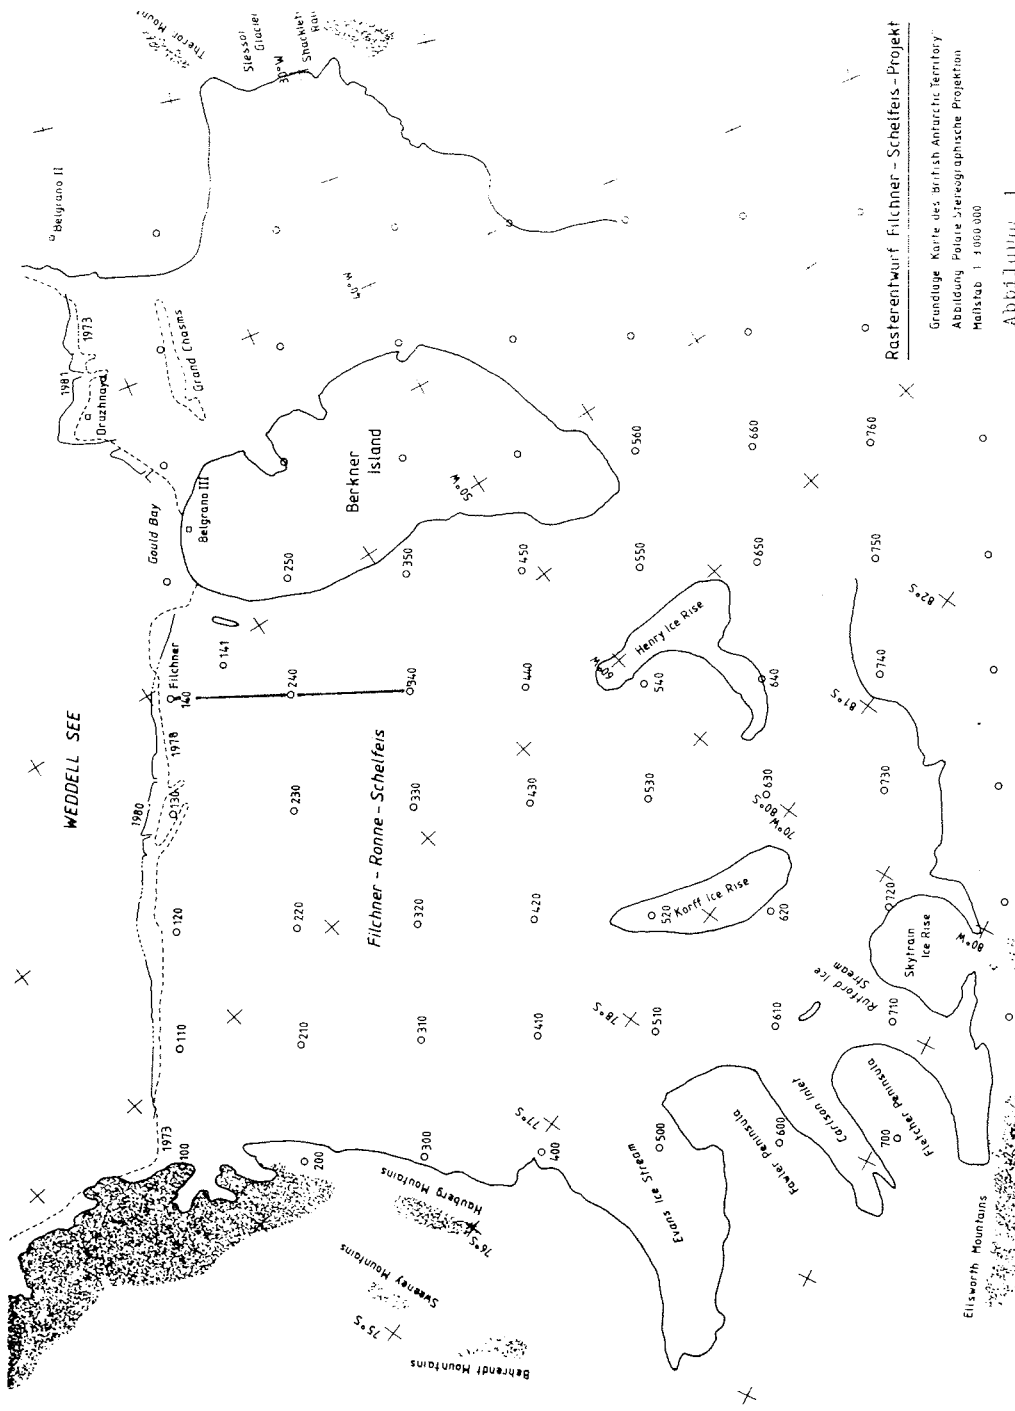 WEDDELL SEE
Filchner - Ronne - Schelfeis
Gould Bay
Belgrano II
Belgrano III
Druzhnaya
Grand Chasms
Filchner
Berkner
Island
Slessor
Glacier
30°W
40°W
50°W
60°W
70°W
80°W
75°S
76°S
77°S
78°S
80°S
81°S
82°S
1973
1981
1978
1980
1973
Henry Ice Rise
Korff Ice Rise
Skytrain
Ice Rise
Rutford Ice
Stream
Carlson Inlet
Fletcher Peninsula
Fowler Peninsula
Evans Ice Stream
Hauberg Mountains
Sweeney Mountains
Behrendt Mountains
Ellsworth Mountains
100
110
120
130
140
141
200
210
220
230
240
250
300
310
320
330
340
350
400
410
420
430
440
450
500
510
520
530
540
550
560
600
610
620
630
640
650
660
700
710
720
730
740
750
760
Rasterentwurf Filchner - Schelfeis - Projekt
Grundlage Karte des "British Antarctic Territory"
Abbildung Polare Stereographische Projektion
Maßstab 1
Abbildung 1